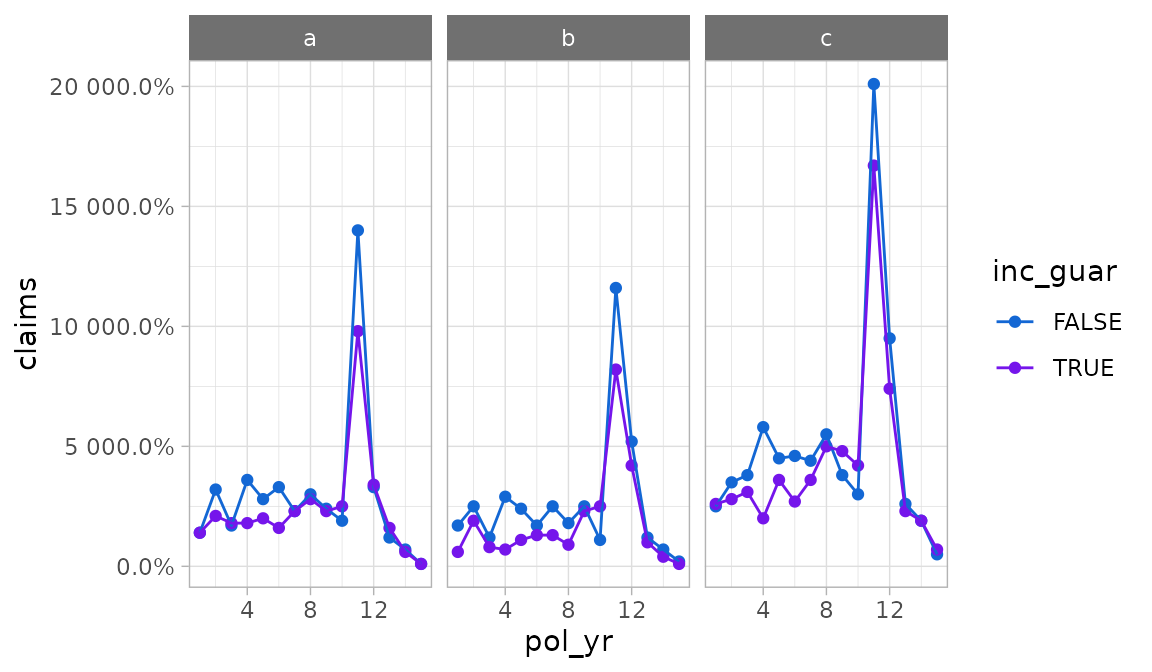 a b c
20 000.0%
15 000.0%
10 000.0%
5 000.0%
0.0%
claims
4 8 12 4 8 12 4 8 12
pol_yr
inc_guar
FALSE
TRUE